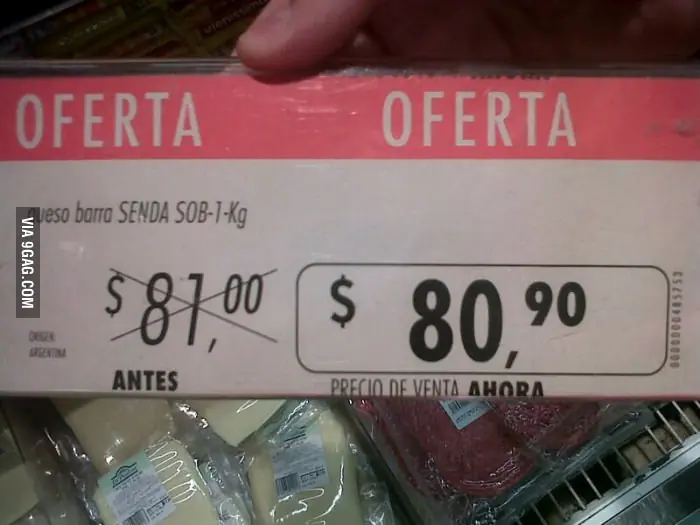 OFERTA OFERTA
queso barra SENDA SOB-1-Kg
$ 81,00
$ 80,90
ORIGEN:
ARGENTINA
ANTES
PRECIO DE VENTA AHORA
VIA 9GAG.COM